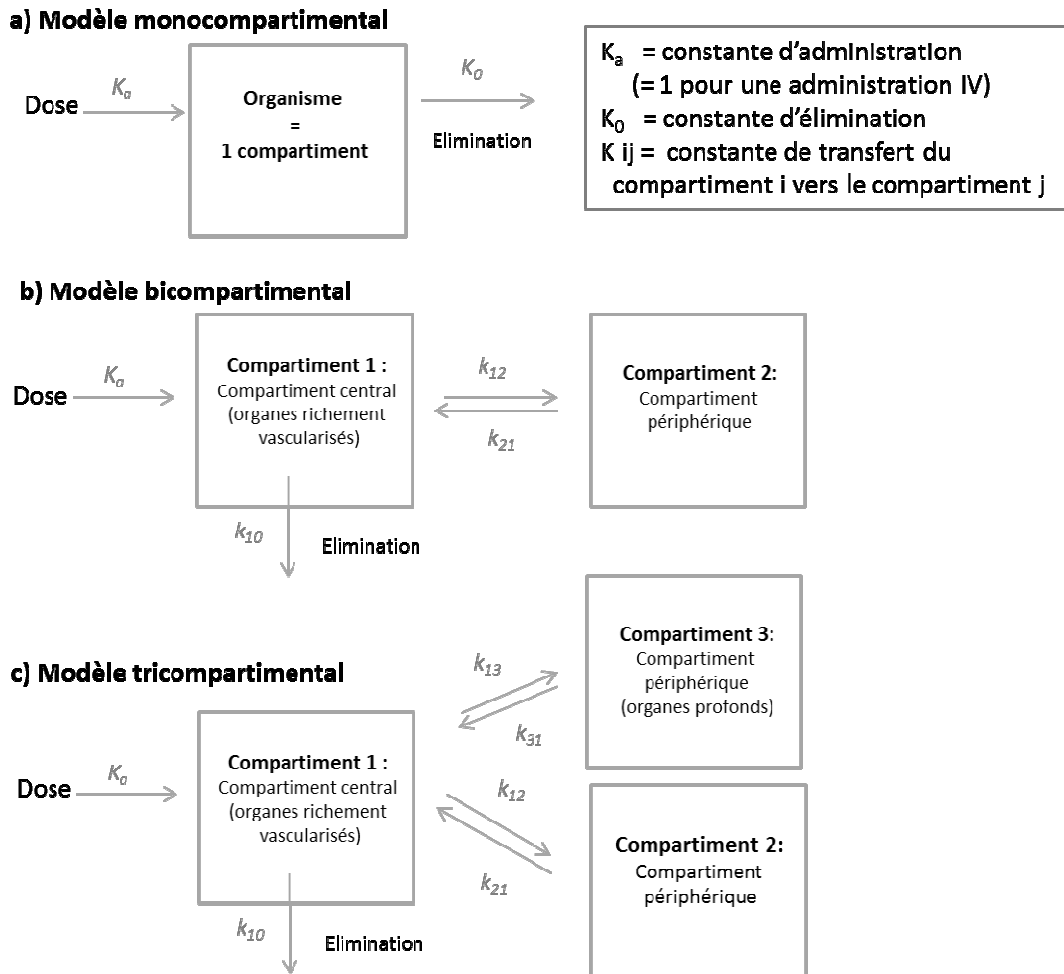 a) Modèle monocompartimental
Dose
Ka
Organisme
=
1 compartiment
K0
Elimination
Ka = constante d'administration
(= 1 pour une administration IV)
K0 = constante d'élimination
K ij = constante de transfert du
compartiment i vers le compartiment j
b) Modèle bicompartimental
Dose
Ka
Compartiment 1 :
Compartiment central
(organes richement
vascularisés)
k12
k21
Compartiment 2:
Compartiment
périphérique
k10
Elimination
c) Modèle tricompartimental
Dose
Ka
Compartiment 1 :
Compartiment central
(organes richement
vascularisés)
k13
k31
Compartiment 3:
Compartiment
périphérique
(organes profonds)
k12
k21
Compartiment 2:
Compartiment
périphérique
k10
Elimination